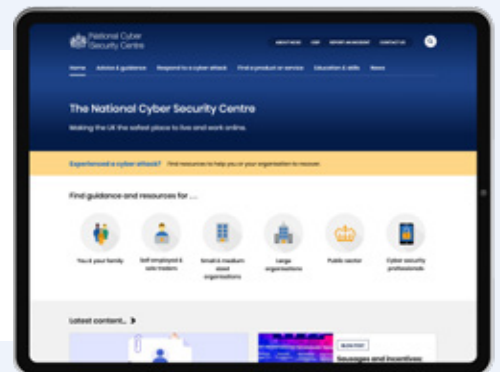 National Cyber
Security Centre
ABOUT NCSC CISP REPORT AN INCIDENT CONTACT US
Home Advice & guidance Respond to a cyber attack Find a product or service Education & skills News
The National Cyber Security Centre
Making the UK the safest place to live and work online.
Experienced a cyber attack? Find resources to help you or your organisation to recover.
Find guidance and resources for ....
You & your family
Self employed &
sole traders
Small & medium
sized
organisations
Large
organisations
Public sector
Cyber security
professionals
Latest content...
BLOG POST
Sausages and incentives: